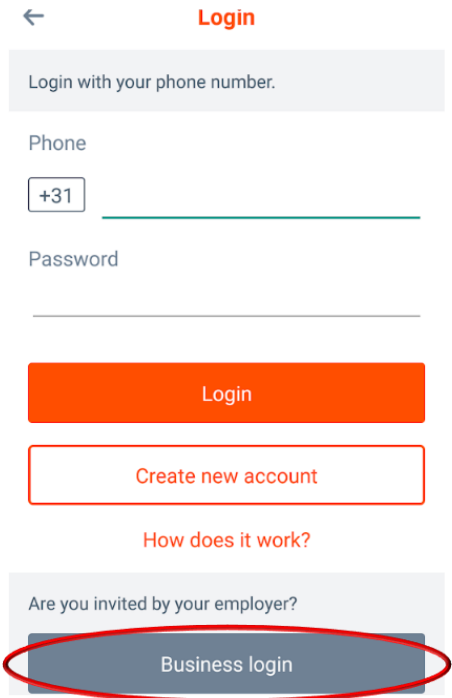 Login
Login with your phone number.
Phone
+31
Password
Login
Create new account
How does it work?
Are you invited by your employer?
Business login